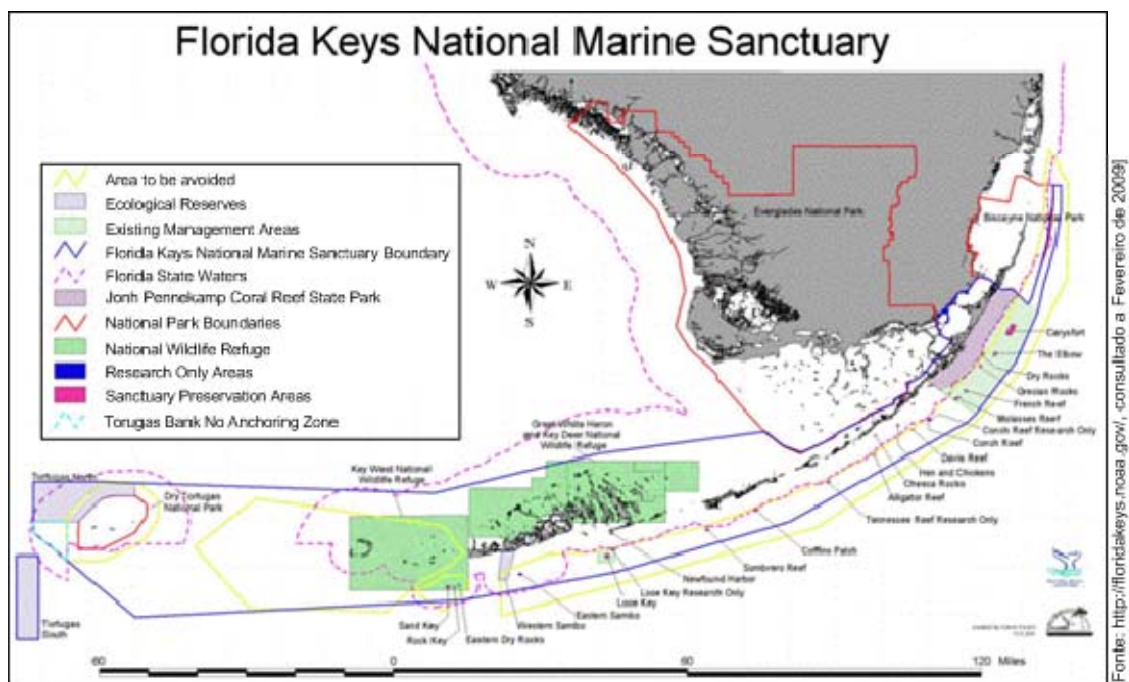 Florida Keys National Marine Sanctuary
Area to be avoided
Ecological Reserves
Existing Management Areas
Florida Kays National Marine Sanctuary Boundary
Florida State Waters
Jonh Pennekamp Coral Reef State Park
National Park Boundaries
National Wildlife Refuge
Research Only Areas
Sanctuary Preservation Areas
Torugas Bank No Anchoring Zone
N
W
E
S
Everglades National Park
Biscayne National Park
Carysfort
The Elbow
Dry Rocks
Grecian Rocks
French Reef
Molasses Reef
Conch Reef Research Only
Conch Reef
Davis Reef
Hen and Chickens
Cheeca Rocks
Alligator Reef
Tennessee Reef Research Only
Coffins Patch
Sombrero Reef
Newfound Harbor
Looe Key Research Only
Looe Key
Eastern Sambo
Western Sambo
Eastern Dry Rocks
Rock Key
Sand Key
Great White Heron
and Key Deer National
Wildlife Refuge
Key West National
Wildlife Refuge
Tortugas North
Dry Tortugas
National Park
Tortugas
South
60
0
60
120 Miles
Fonte: http://floridakeys.noaa.gov/, consultado a Fevereiro de 2009]